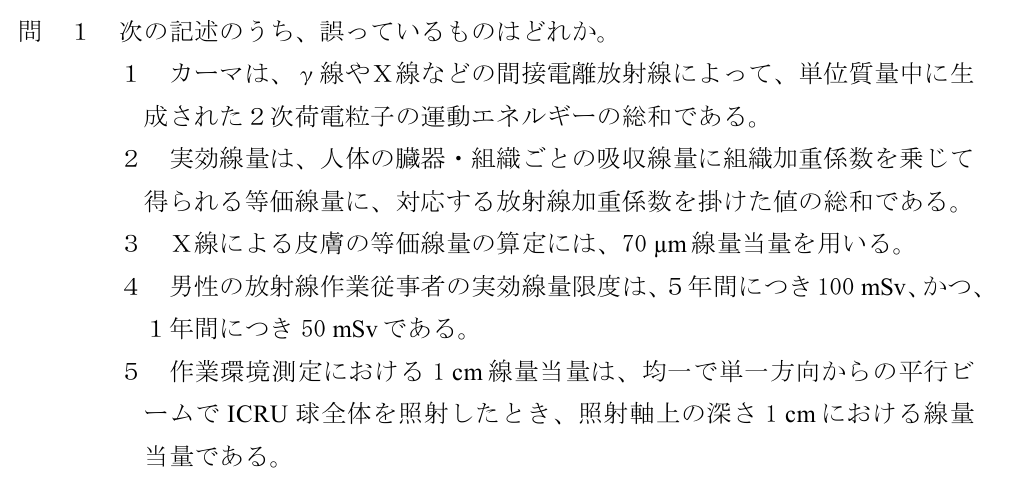 問　１　次の記述のうち、誤っているものはどれか。
１　カーマは、γ線やＸ線などの間接電離放射線によって、単位質量中に生
成された２次荷電粒子の運動エネルギーの総和である。
２　実効線量は、人体の臓器・組織ごとの吸収線量に組織加重係数を乗じて
得られる等価線量に、対応する放射線加重係数を掛けた値の総和である。
３　Ｘ線による皮膚の等価線量の算定には、70 μm線量当量を用いる。
４　男性の放射線作業従事者の実効線量限度は、５年間につき100 mSv、かつ、
１年間につき 50 mSvである。
５　作業環境測定における 1 cm線量当量は、均一で単一方向からの平行ビ
ームで ICRU 球全体を照射したとき、照射軸上の深さ 1 cmにおける線量
当量である。